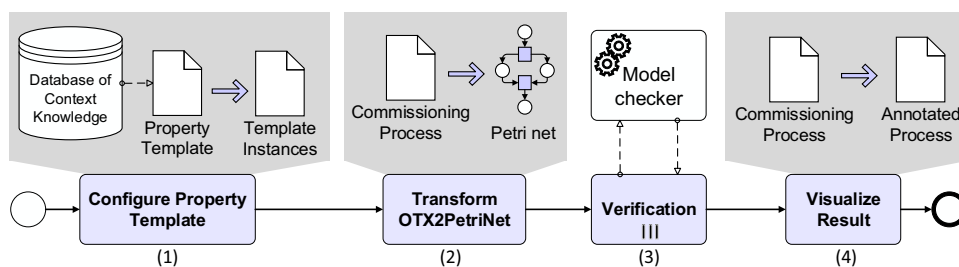 Database of
Context
Knowledge
Property
Template
Template
Instances
Commissioning
Process
Petri net
Model
checker
Commissioning
Process
Annotated
Process
Configure Property
Template
Transform
OTX2PetriNet
Verification
Visualize
Result
(1)
(2)
(3)
(4)